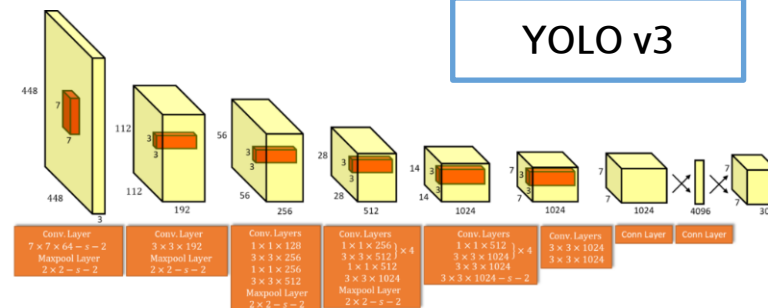 YOLO v3
448
7
7
448
3
112
3
3
112
192
56
3
3
56
256
28
3
3
28
512
14
3
3
14
1024
7
3
3
7
1024
7
7
1024
4096
7
7
30
Conv. Layer
7 × 7 × 64 – s – 2
Maxpool Layer
2 × 2 – s – 2
Conv. Layer
3 × 3 × 192
Maxpool Layer
2 × 2 – s – 2
Conv. Layers
1 × 1 × 128
3 × 3 × 256
1 × 1 × 256
3 × 3 × 512
Maxpool Layer
2 × 2 – s – 2
Conv. Layers
1 × 1 × 256
3 × 3 × 512 } × 4
1 × 1 × 512
3 × 3 × 1024
Maxpool Layer
2 × 2 – s – 2
Conv. Layers
1 × 1 × 512
3 × 3 × 1024 } × 4
3 × 3 × 1024
3 × 3 × 1024 – s – 2
Conv. Layers
3 × 3 × 1024
3 × 3 × 1024
Conn Layer
Conn Layer